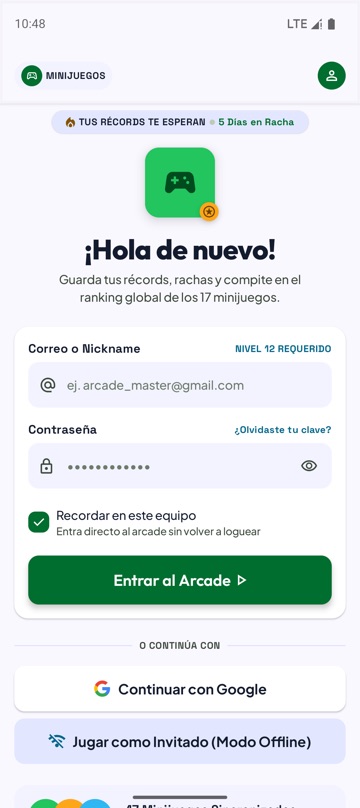 10:48
LTE
MINIJUEGOS
TUS RÉCORDS TE ESPERAN 5 Días en Racha
¡Hola de nuevo!
Guarda tus récords, rachas y compite en el
ranking global de los 17 minijuegos.
Correo o Nickname
NIVEL 12 REQUERIDO
ej. arcade_master@gmail.com
Contraseña
¿Olvidaste tu clave?
Recordar en este equipo
Entra directo al arcade sin volver a loguear
Entrar al Arcade
O CONTINÚA CON
Continuar con Google
Jugar como Invitado (Modo Offline)
17 Minijuegos Sincronizados